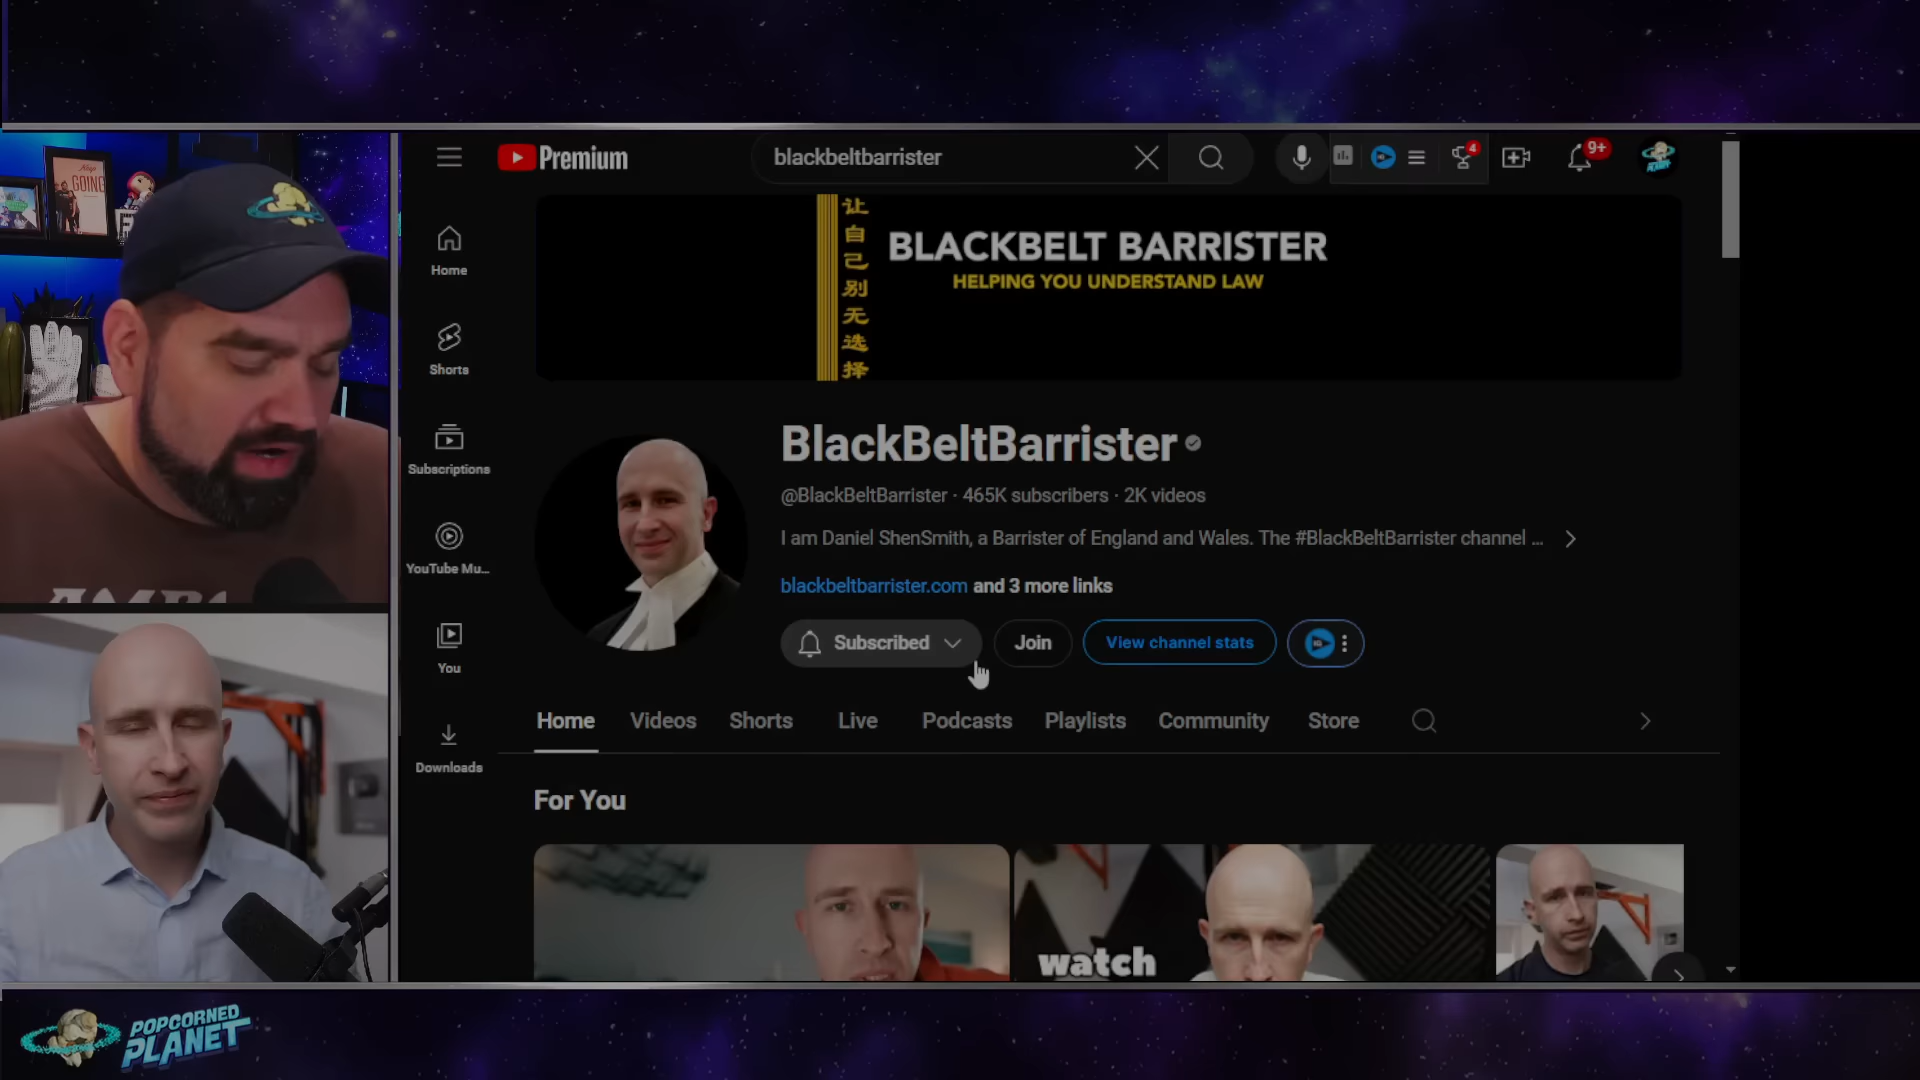 GOING
Premium
blackbeltbarrister
4
9+
让自己别无选择
BLACKBELT BARRISTER
HELPING YOU UNDERSTAND LAW
Home
Shorts
Subscriptions
YouTube Mu...
You
Downloads
BlackBeltBarrister
@BlackBeltBarrister · 465K subscribers · 2K videos
I am Daniel ShenSmith, a Barrister of England and Wales. The #BlackBeltBarrister channel ...
blackbeltbarrister.com and 3 more links
Subscribed
Join
View channel stats
Home
Videos
Shorts
Live
Podcasts
Playlists
Community
Store
For You
watch
POPCORNED
PLANET